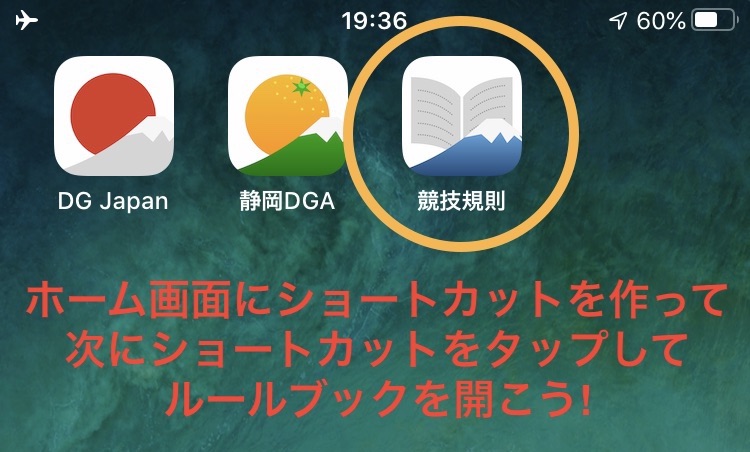 19:36
60%
DG Japan
静岡DGA
競技規則
ホーム画面にショートカットを作って
次にショートカットをタップして
ルールブックを開こう!